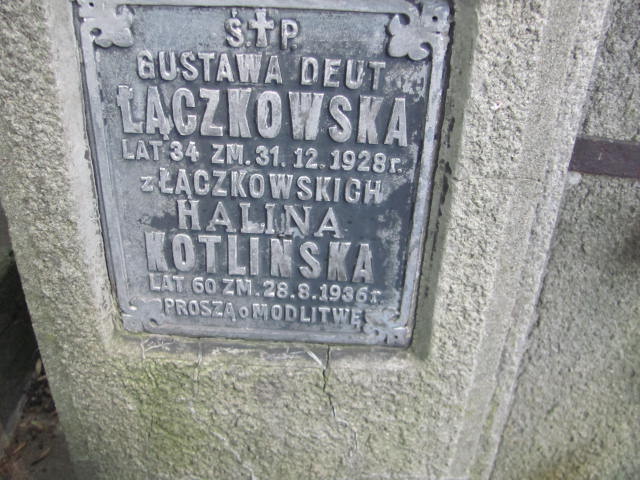 Ś.✝P.
GUSTAWA DEUT
ŁĄCZKOWSKA
LAT 34 ZM. 31. 12. 1928 r.
z ŁĄCZKOWSKICH
HALINA
KOTLIŃSKA
LAT 60 ZM. 28. 8. 1936 r.
PROSZĄ o MODLITWĘ